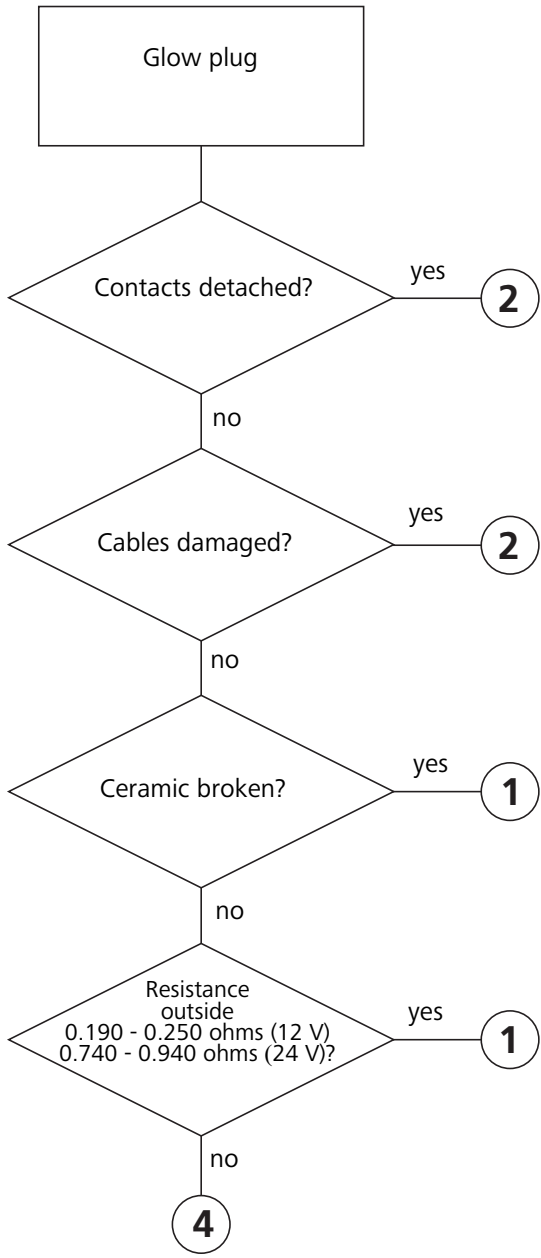 Glow plug
Contacts detached?
yes
2
no
Cables damaged?
yes
2
no
Ceramic broken?
yes
1
no
Resistance
outside
0.190 - 0.250 ohms (12 V)
0.740 - 0.940 ohms (24 V)?
yes
1
no
4